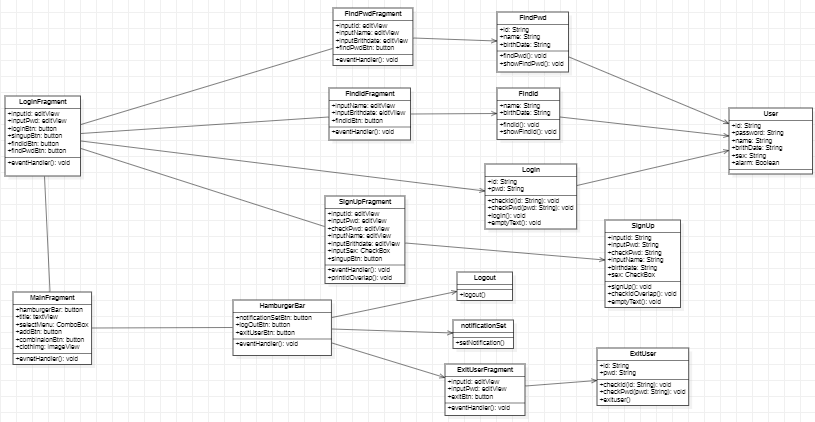 FindPwdFragment
+inputId: editView
+inputName: editView
+inputBrithdate: editView
+findPwdBtn: button
+eventHandler(): void
FindPwd
+id: String
+name: String
+birthDate: String
+findPwd(): void
+showFindPwd(): void
LoginFragment
+inputId: editView
+inputPwd: editView
+loginBtn: button
+singupBtn: button
+findIdBtn: button
+findPwdBtn: button
+eventHandler(): void
FindIdFragment
+inputName: editView
+inputBrithdate: editView
+findIdBtn: button
+eventHandler(): void
FindId
+name: String
+birthDate: String
+findId(): void
+showFindId(): void
User
+id: String
+password: String
+name: String
+brithDate: String
+sex: String
+alarm: Boolean
Login
+id: String
+pwd: String
+checkId(id: String): void
+checkPwd(pwd: String): void
+login(): void
+emptyText(): void
SignUpFragment
+inputId: editView
+inputPwd: editView
+checkPwd: editView
+inputName: editView
+inputBirthdate: editView
+inputSex: CheckBox
+singupBtn: button
+eventHandler(): void
+printIdOverlap(): void
SignUp
+inputId: String
+inputPwd: String
+checkPwd: String
+inputName: String
+birthdate: String
+sex: CheckBox
+signUp(): void
+checkIdOverlap(): void
+emptyText(): void
MainFragment
+hamburgerBar: button
+title: textView
+selectMenu: ComboBox
+addBtn: button
+combinaionBtn: button
+clothImg: imageView
+evnetHandler(): void
HamburgerBar
+notificationSetBtn: button
+logOutBtn: button
+exitUserBtn: button
+eventHandler(): void
Logout
+logout()
notificationSet
+setNotification()
ExitUserFragment
+inputId: editView
+inputPwd: editView
+exitBtn: button
+eventHandler(): void
ExitUser
+id: String
+pwd: String
+checkId(id: String): void
+checkPwd(pwd: String): void
+exituser()